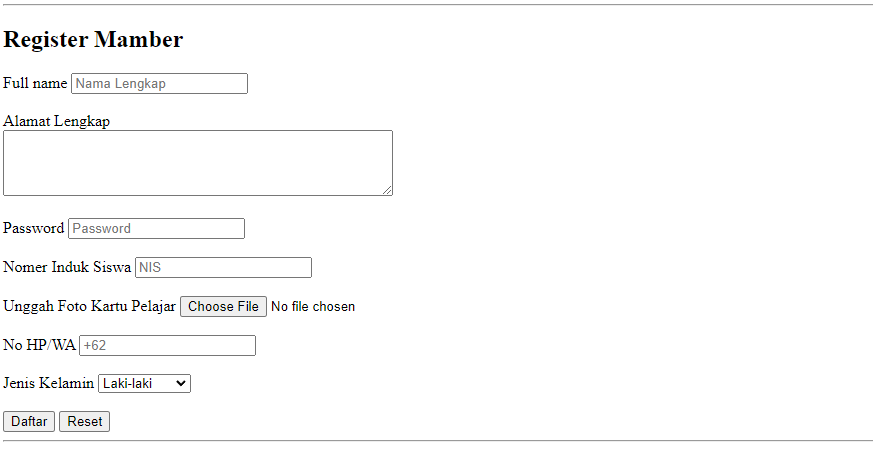 Register Mamber
Full name Nama Lengkap
Alamat Lengkap
Password Password
Nomer Induk Siswa NIS
Unggah Foto Kartu Pelajar Choose File No file chosen
No HP/WA +62
Jenis Kelamin Laki-laki
Daftar Reset